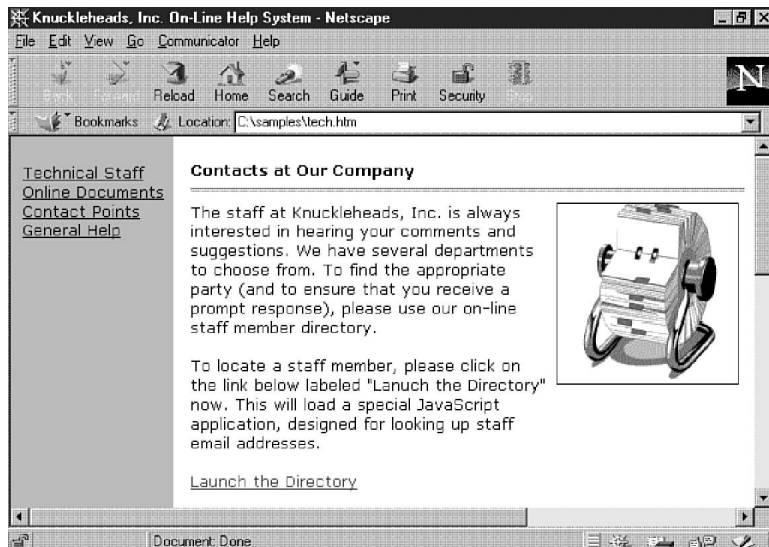 Knuckleheads, Inc. On-Line Help System - Netscape
File Edit View Go Communicator Help
N
Back Forward Reload Home Search Guide Print Security Stop
Bookmarks Location: C:\samples\tech.htm
Technical Staff
Online Documents
Contact Points
General Help
Contacts at Our Company
The staff at Knuckleheads, Inc. is always
interested in hearing your comments and
suggestions. We have several departments
to choose from. To find the appropriate
party (and to ensure that you receive a
prompt response), please use our on-line
staff member directory.
To locate a staff member, please click on
the link below labeled "Lanuch the Directory"
now. This will load a special JavaScript
application, designed for looking up staff
email addresses.
Launch the Directory
Document: Done